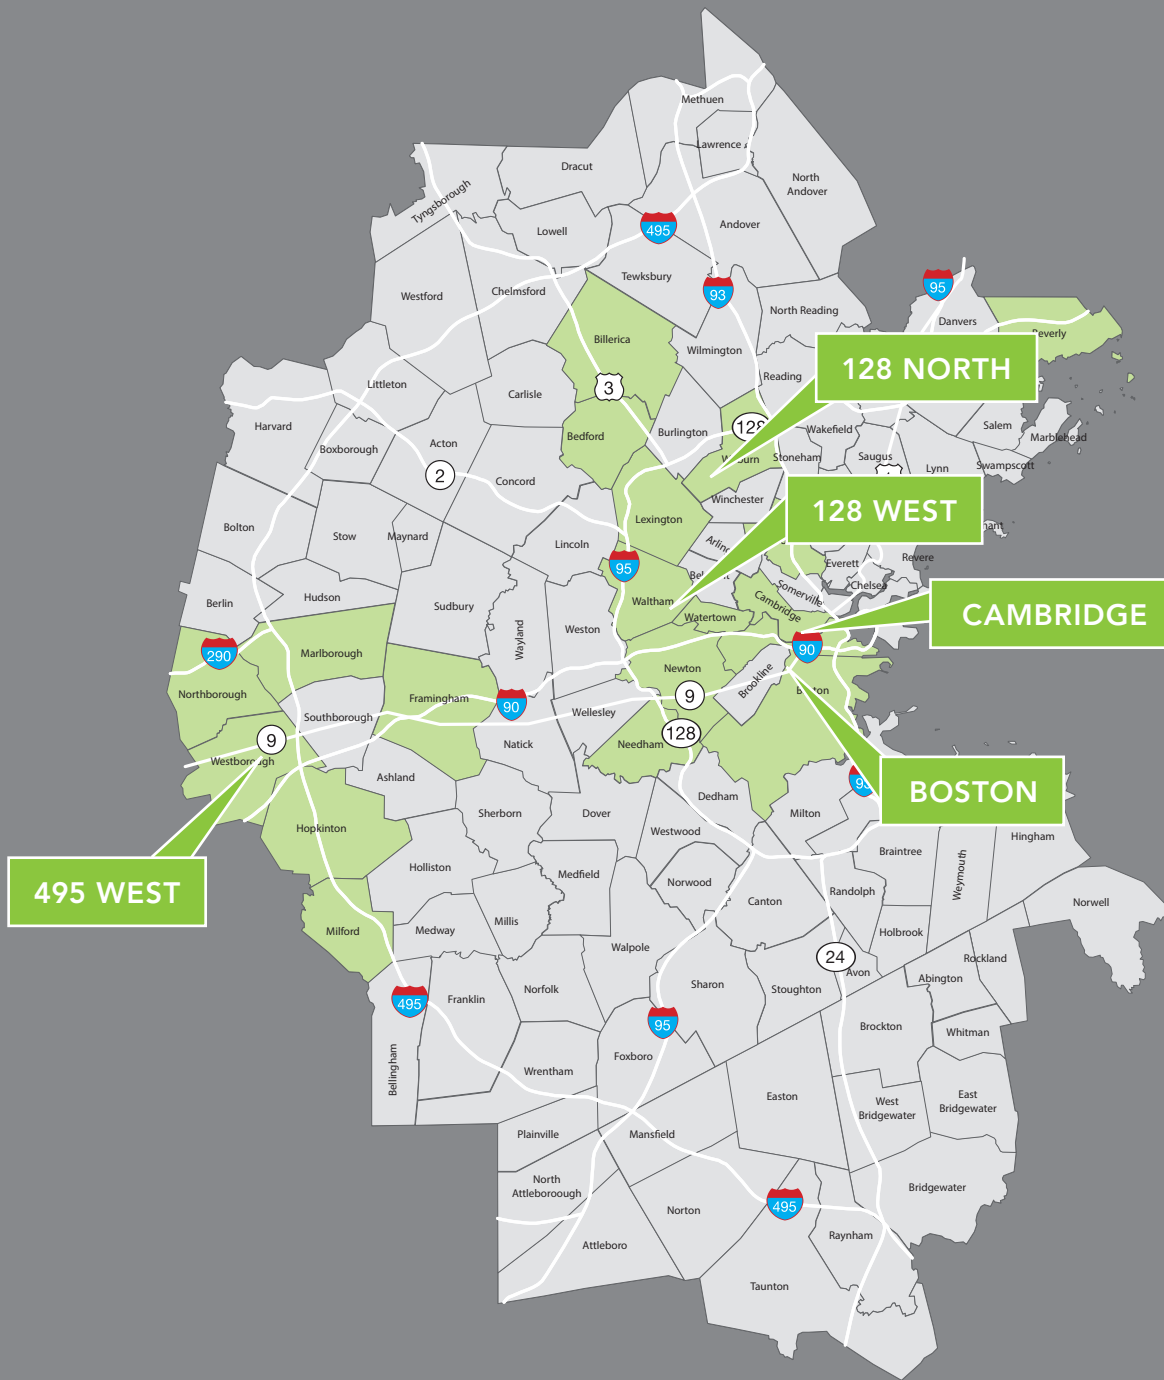 Methuen
Lawrence
Dracut
North
Andover
Tyngsborough
Lowell
495
Andover
Tewksbury
93
95
Westford
Chelmsford
North Reading
Danvers
Beverly
Billerica
Wilmington
128 NORTH
Reading
Littleton
3
Carlisle
Harvard
Acton
Boxborough
Bedford
Burlington
128
Wakefield
Salem
Marblehead
Woburn
Stoneham
Saugus
Lynn
Swampscott
2
Concord
Winchester
128 WEST
Bolton
Stow
Maynard
Lexington
Lincoln
Everett
Revere
95
Chelsea
Berlin
Hudson
Sudbury
Waltham
Somerville
Cambridge
CAMBRIDGE
Watertown
Weston
Wayland
290
Marlborough
90
Newton
Northborough
Framingham
9
Brookline
Boston
Southborough
90
Wellesley
9
128
Natick
Needham
Westborough
Ashland
BOSTON
Dedham
Milton
Hopkinton
Sherborn
Dover
Westwood
Hingham
Braintree
Weymouth
Holliston
Medfield
Norwood
495 WEST
Randolph
Canton
Norwell
Millis
Medway
Milford
Holbrook
Walpole
24
Rockland
Avon
Abington
Sharon
Norfolk
Stoughton
495
Franklin
95
Brockton
Whitman
Foxboro
Bellingham
Wrentham
Easton
West
Bridgewater
East
Bridgewater
Plainville
Mansfield
North
Attleboroough
Bridgewater
495
Norton
Raynham
Attleboro
Taunton